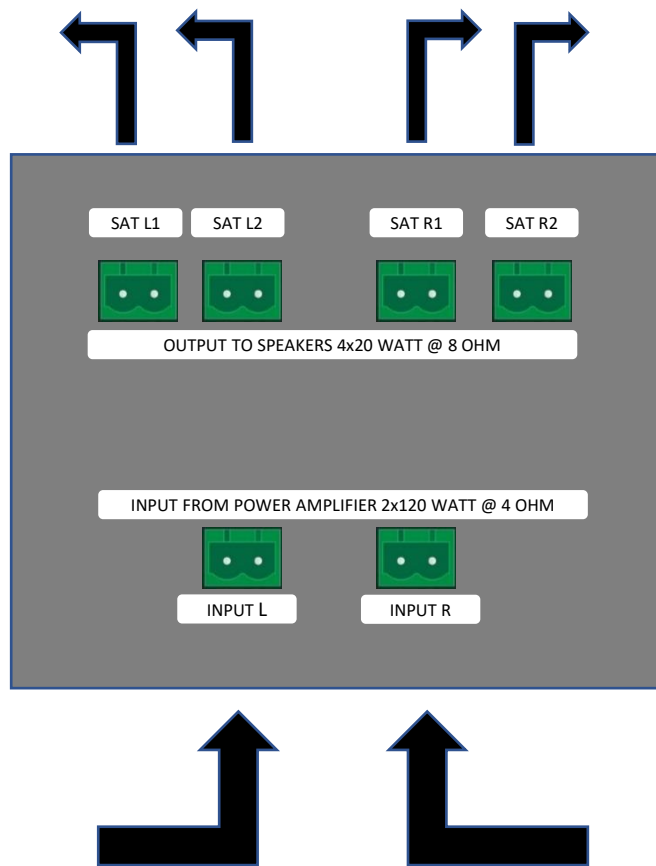 SAT L1
SAT L2
SAT R1
SAT R2
OUTPUT TO SPEAKERS 4x20 WATT @ 8 OHM
INPUT FROM POWER AMPLIFIER 2x120 WATT @ 4 OHM
INPUT L
INPUT R